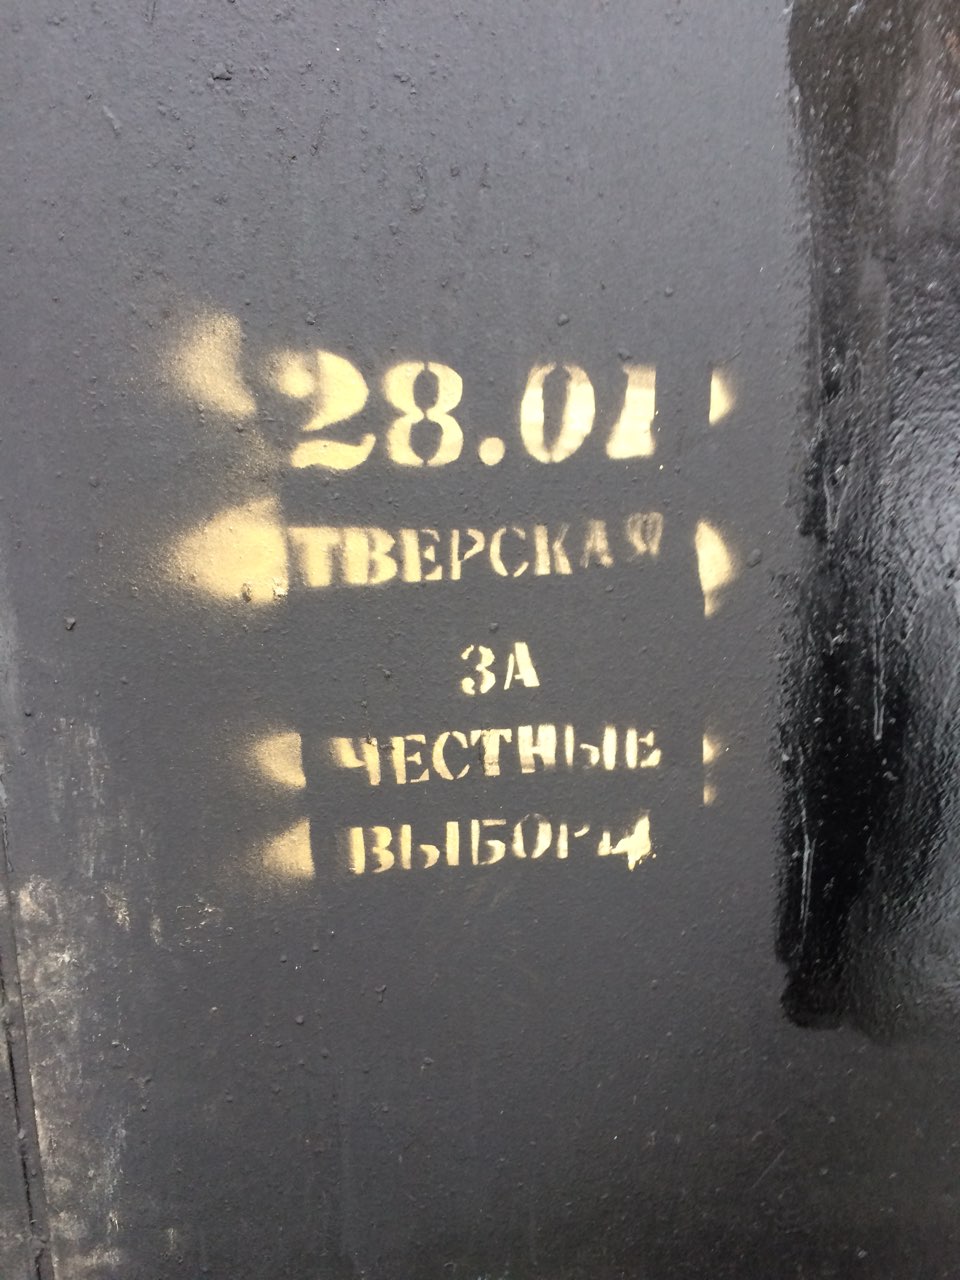 28.01
ТВЕРСКАЯ
ЗА
ЧЕСТНЫЕ
ВЫБОРЫ